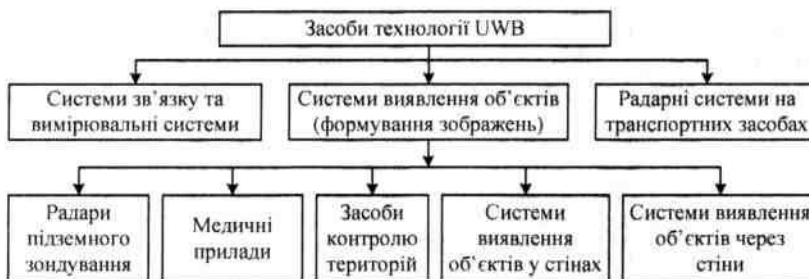 Засоби технології UWB
Системи зв’язку та
вимірювальні системи
Системи виявлення об’єктів
(формування зображень)
Радарні системи на
транспортних засобах
Радари
підземного
зондування
Медичні
прилади
Засоби
контролю
територій
Системи
виявлення
об’єктів у стінах
Системи виявлення
об’єктів через
стіни